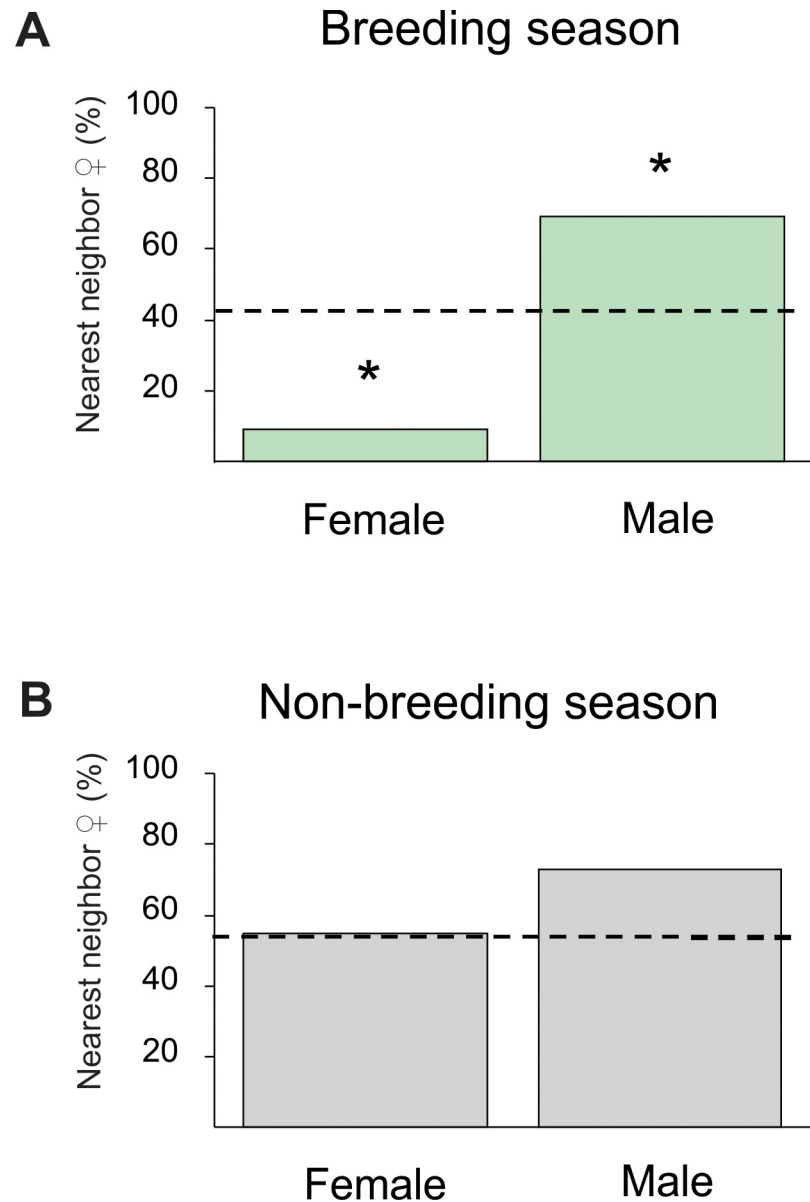 A
Breeding season
Nearest neighbor ♀ (%)
100
80
60
40
20
*
*
Female
Male
B
Non-breeding season
Nearest neighbor ♀ (%)
100
80
60
40
20
Female
Male